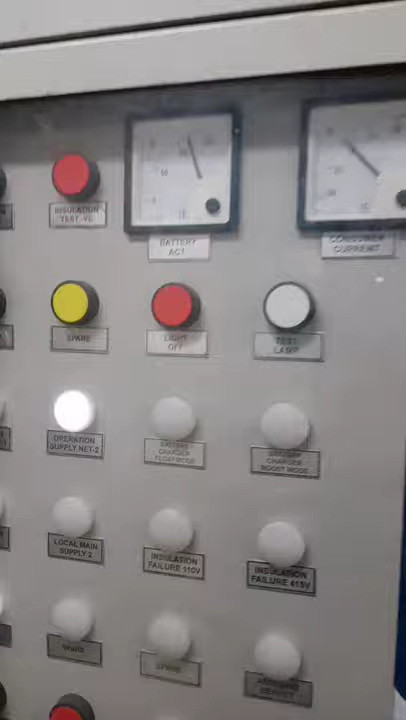 BATTERY
ACT
CONSUMER
CURRENT
INSULATION
TEST-VE
SPARE
LIGHT
OFF
TEST
LAMP
OPERATION
SUPPLY NET-2
BATTERY
CHARGER
FLOAT MODE
BATTERY
CHARGER
BOOST MODE
LOCAL MAIN
SUPPLY 2
INSULATION
FAILURE 110V
INSULATION
FAILURE 415V
SPARE
SPARE